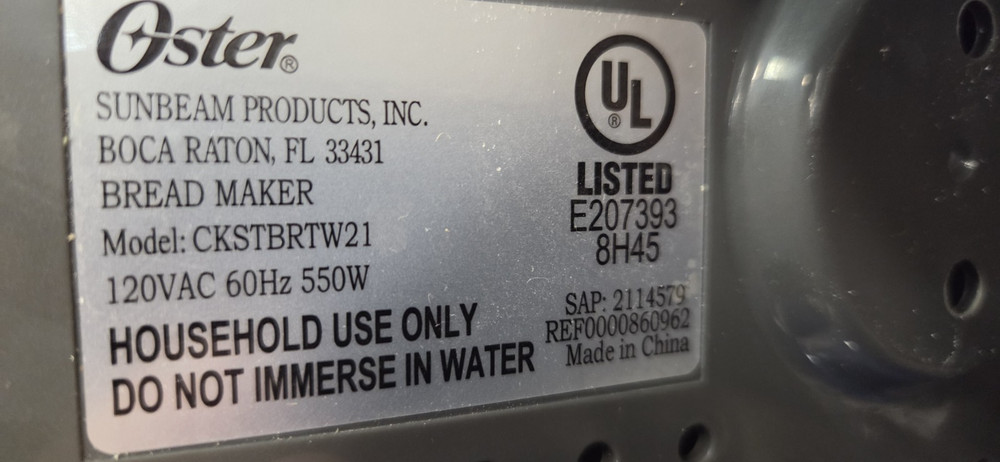 Oster®
SUNBEAM PRODUCTS, INC.
BOCA RATON, FL 33431
BREAD MAKER
Model: CKSTBRTW21
120VAC 60Hz 550W
HOUSEHOLD USE ONLY
DO NOT IMMERSE IN WATER
UL®
LISTED
E207393
8H45
SAP: 2114579
REF0000860962
Made in China